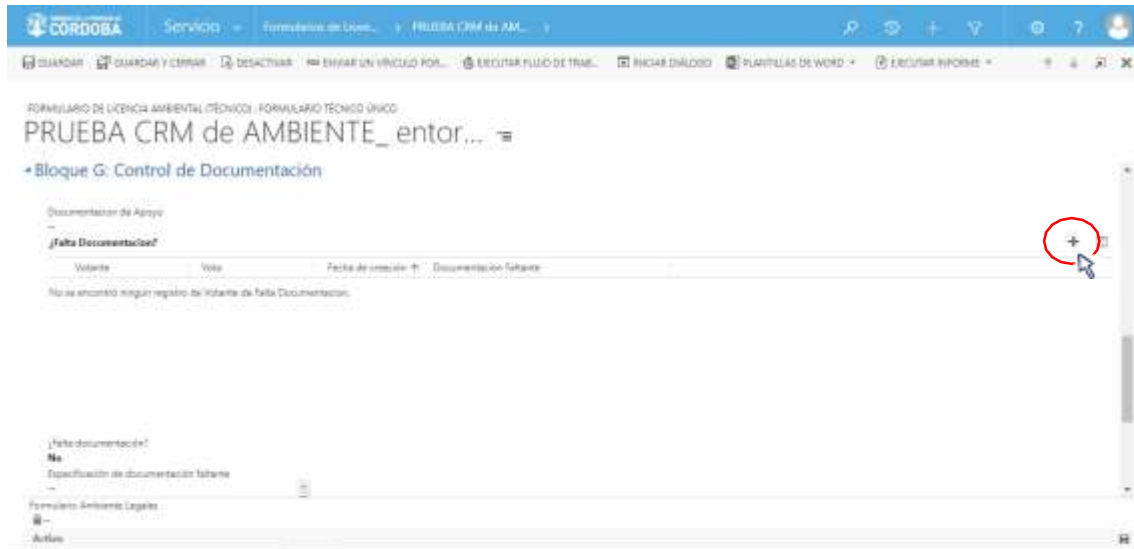 CÓRDOBA Servicio Formularios de Licen... PRUEBA CRM de AM... ?
GUARDAR GUARDAR Y CERRAR DESACTIVAR ENVIAR UN VÍNCULO POR... EJECUTAR FLUJO DE TRAB... INICIAR DIÁLOGO PLANTILLAS DE WORD EJECUTAR INFORME
FORMULARIO DE LICENCIA AMBIENTAL (TÉCNICO) : FORMULARIO TÉCNICO ÚNICO
PRUEBA CRM de AMBIENTE_ entor...
Bloque G: Control de Documentación
Documentacion de Apoyo
--
¿Falta Documentacion?
Votante Voto Fecha de creación ↑ Documentación faltante
No se encontró ningún registro de Votante de Falta Documentacion.
¿Falta documentación?
No
Especificación de documentación faltante
--
Formulario Ambiente Legales
--
Activo